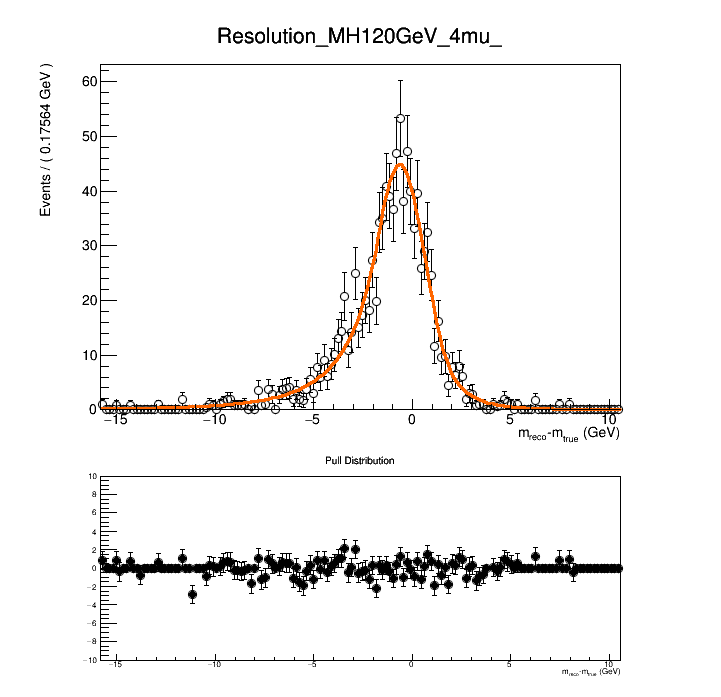 Resolution_MH120GeV_4mu_
Events / ( 0.17564 GeV )
60
50
40
30
20
10
0
−15 −10 −5 0 5 10
m_reco-m_true (GeV)
Pull Distribution
10
8
6
4
2
0
−2
−4
−6
−8
−10
−15 −10 −5 0 5 10
m_reco-m_true (GeV)